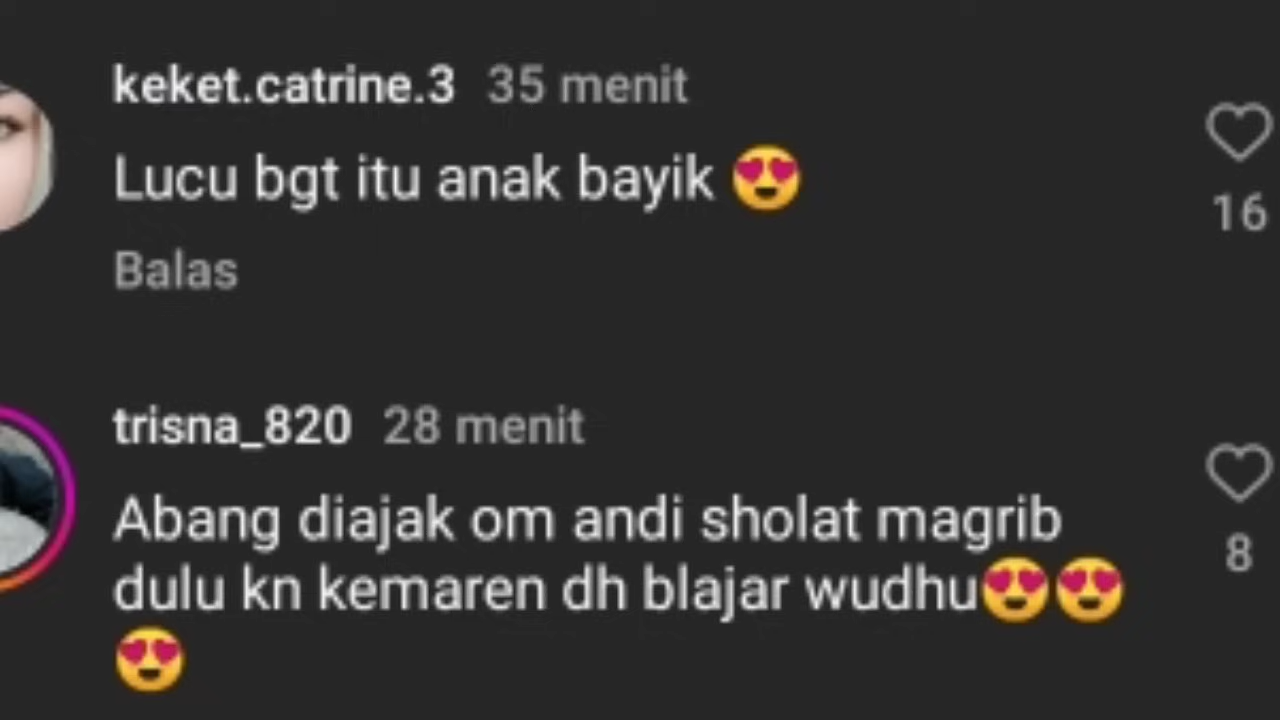 keket.catrine.3 35 menit
Lucu bgt itu anak bayik 😍
16
Balas
trisna_820 28 menit
Abang diajak om andi sholat magrib
dulu kn kemaren dh blajar wudhu😍😍
😍
8